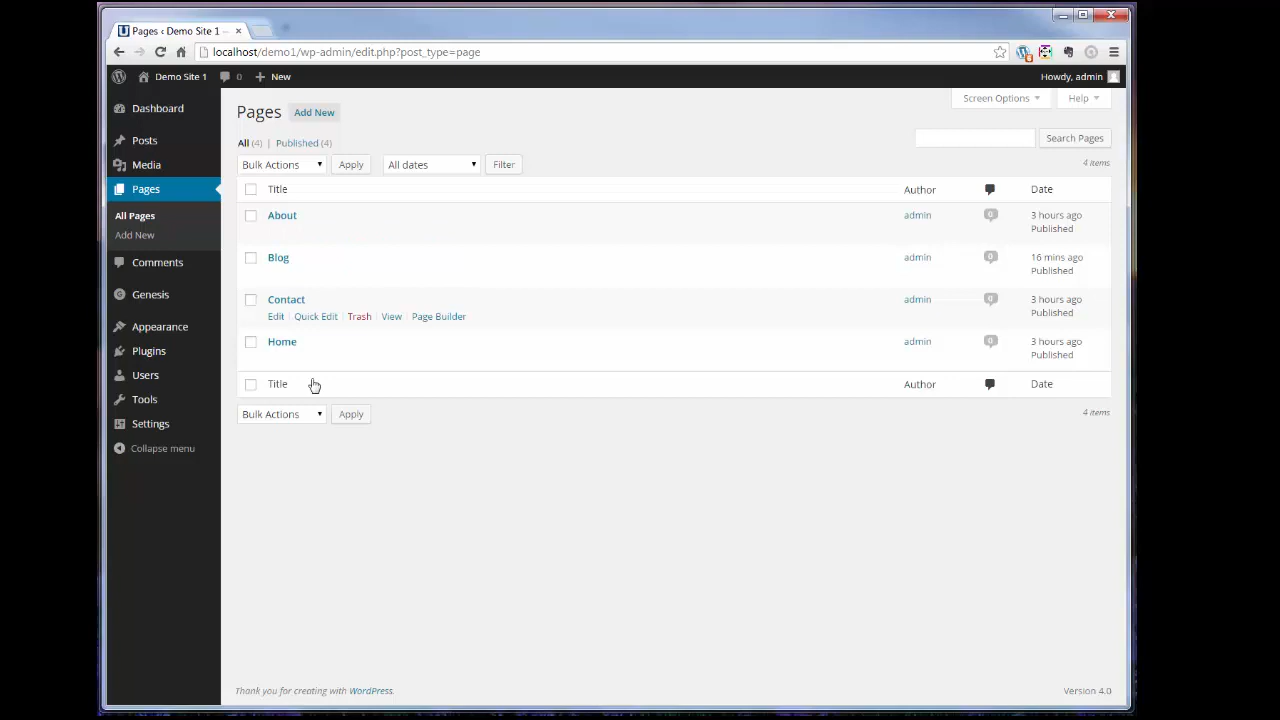 Pages ‹ Demo Site 1 –
localhost/demo1/wp-admin/edit.php?post_type=page
Demo Site 1 0 New Howdy, admin
Dashboard
Posts
Media
Pages
All Pages
Add New
Comments
Genesis
Appearance
Plugins
Users
Tools
Settings
Collapse menu
Screen Options Help
Pages Add New
All (4) | Published (4)
Search Pages
Bulk Actions Apply All dates Filter 4 items
Title Author Date
About admin 0 3 hours ago
Published
Blog admin 0 16 mins ago
Published
Contact admin 0 3 hours ago
Edit | Quick Edit | Trash | View | Page Builder Published
Home admin 0 3 hours ago
Published
Title Author Date
Bulk Actions Apply 4 items
Thank you for creating with WordPress. Version 4.0